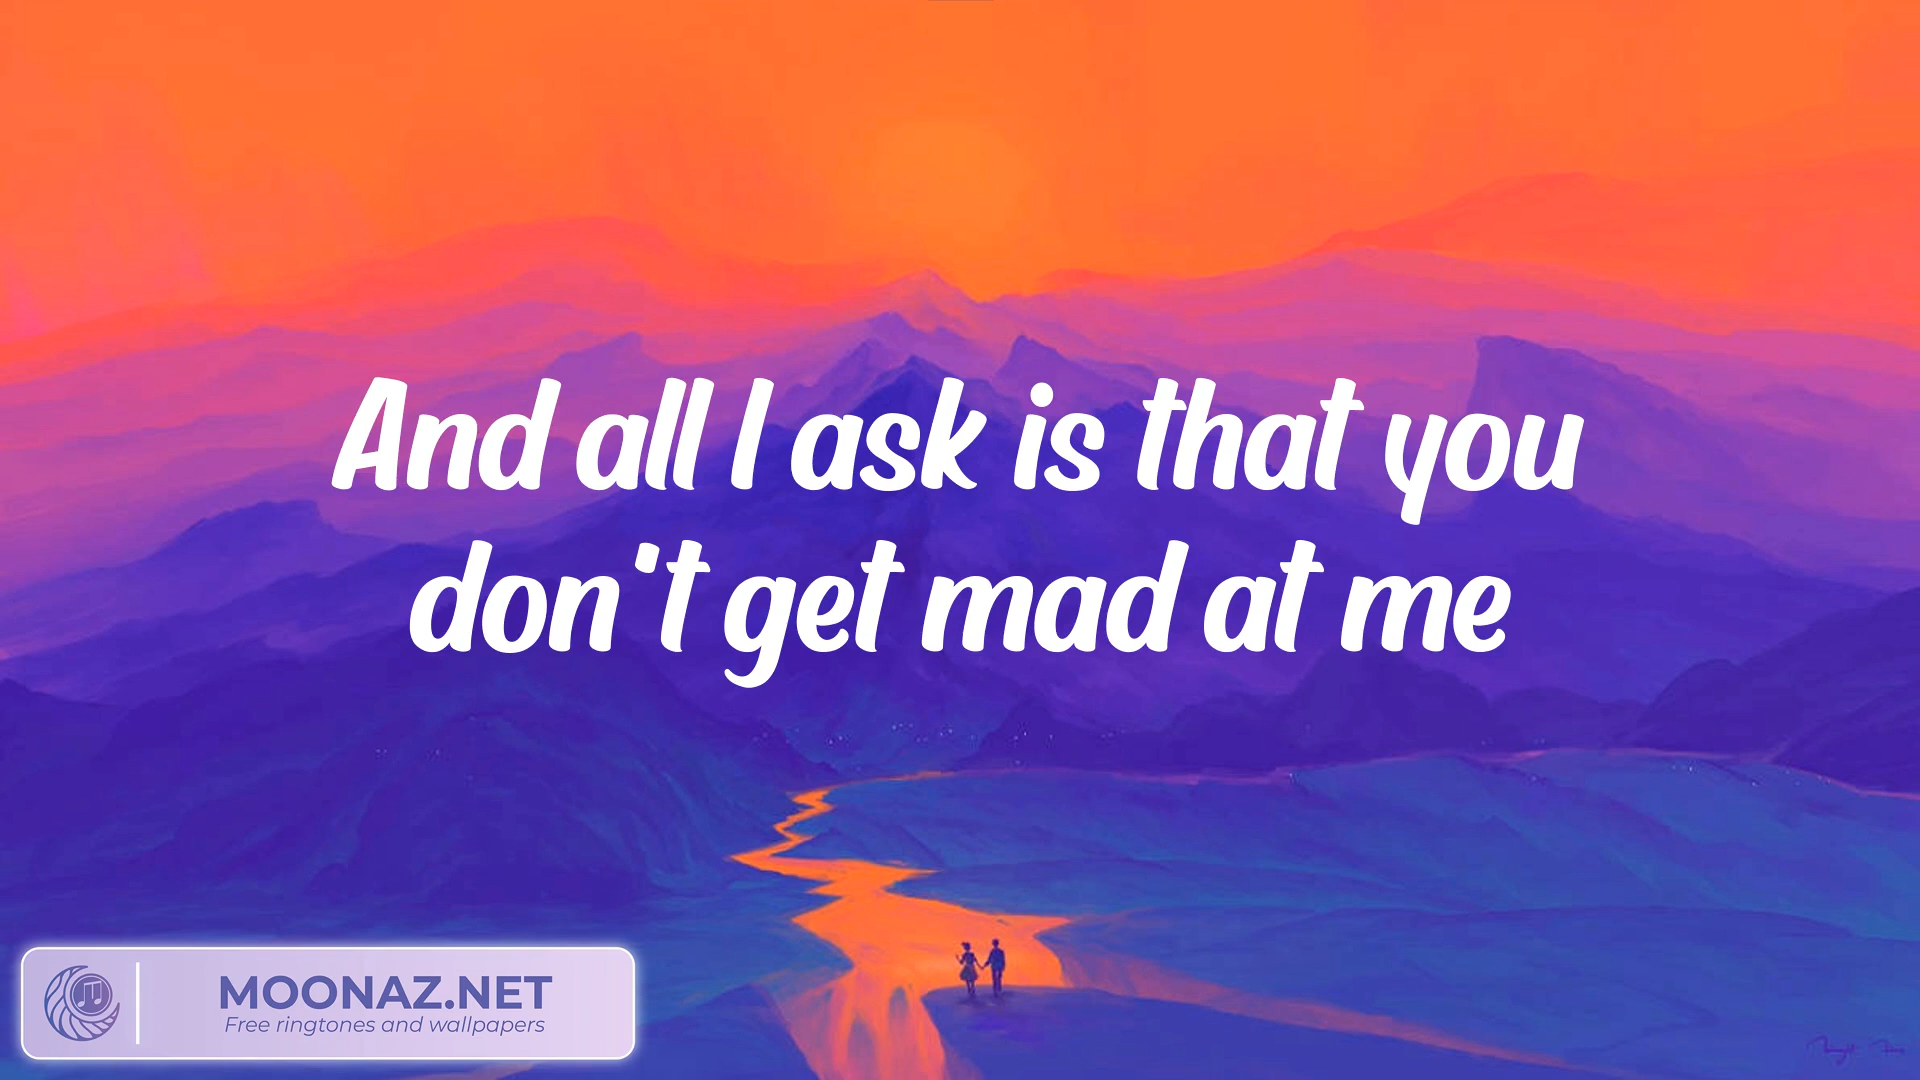 And all I ask is that you
don't get mad at me
MOONAZ.NET
Free ringtones and wallpapers